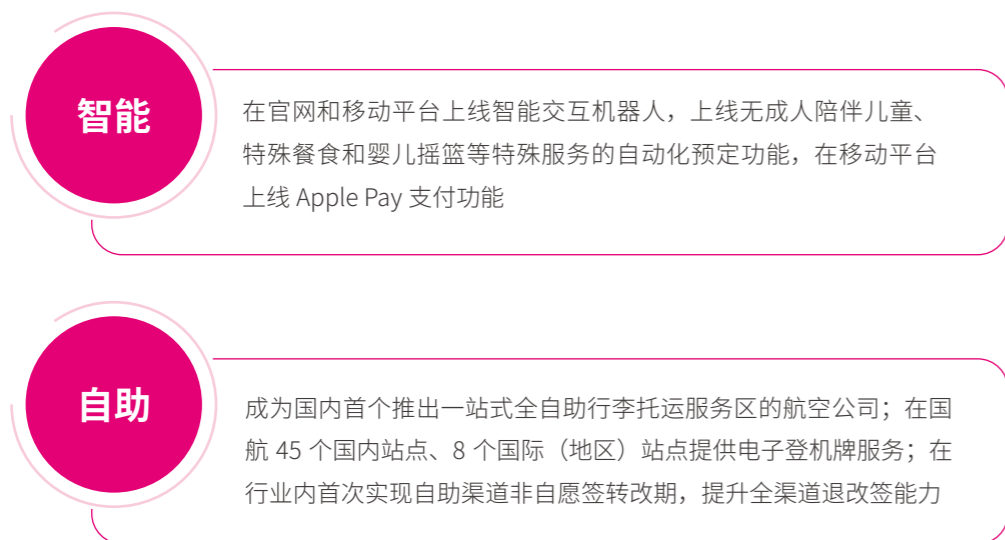 智能
在官网和移动平台上线智能交互机器人，上线无成人陪伴儿童、
特殊餐食和婴儿摇篮等特殊服务的自动化预定功能，在移动平台
上线 Apple Pay 支付功能
自助
成为国内首个推出一站式全自助行李托运服务区的航空公司；在国
航 45 个国内站点、8 个国际（地区）站点提供电子登机牌服务；在
行业内首次实现自助渠道非自愿签转改期，提升全渠道退改签能力